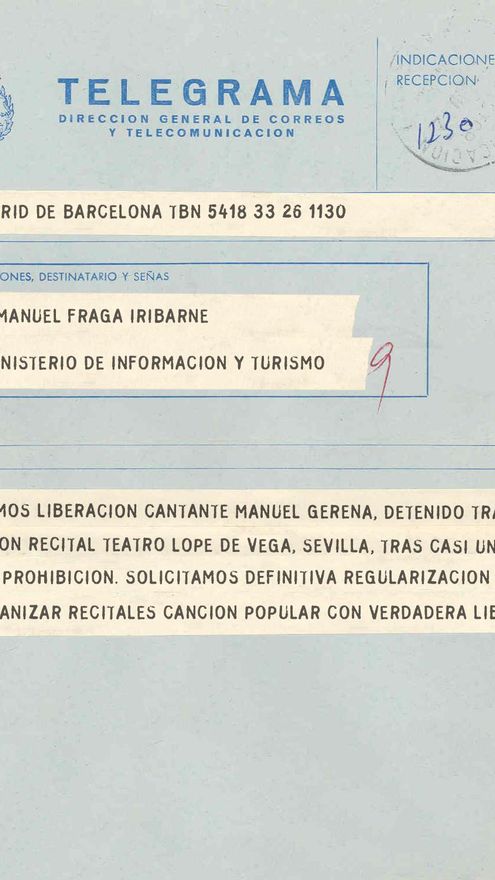 TELEGRAMA
DIRECCION GENERAL DE CORREOS
Y TELECOMUNICACION
INDICACIONE
RECEPCION
1230
RID DE BARCELONA TBN 5418 33 26 1130
ONES, DESTINATARIO Y SEÑAS
MANUEL FRAGA IRIBARNE
NISTERIO DE INFORMACION Y TURISMO
9
MOS LIBERACION CANTANTE MANUEL GERENA, DETENIDO TRA
ON RECITAL TEATRO LOPE DE VEGA, SEVILLA, TRAS CASI UN
PROHIBICION. SOLICITAMOS DEFINITIVA REGULARIZACION
ANIZAR RECITALES CANCION POPULAR CON VERDADERA LIB